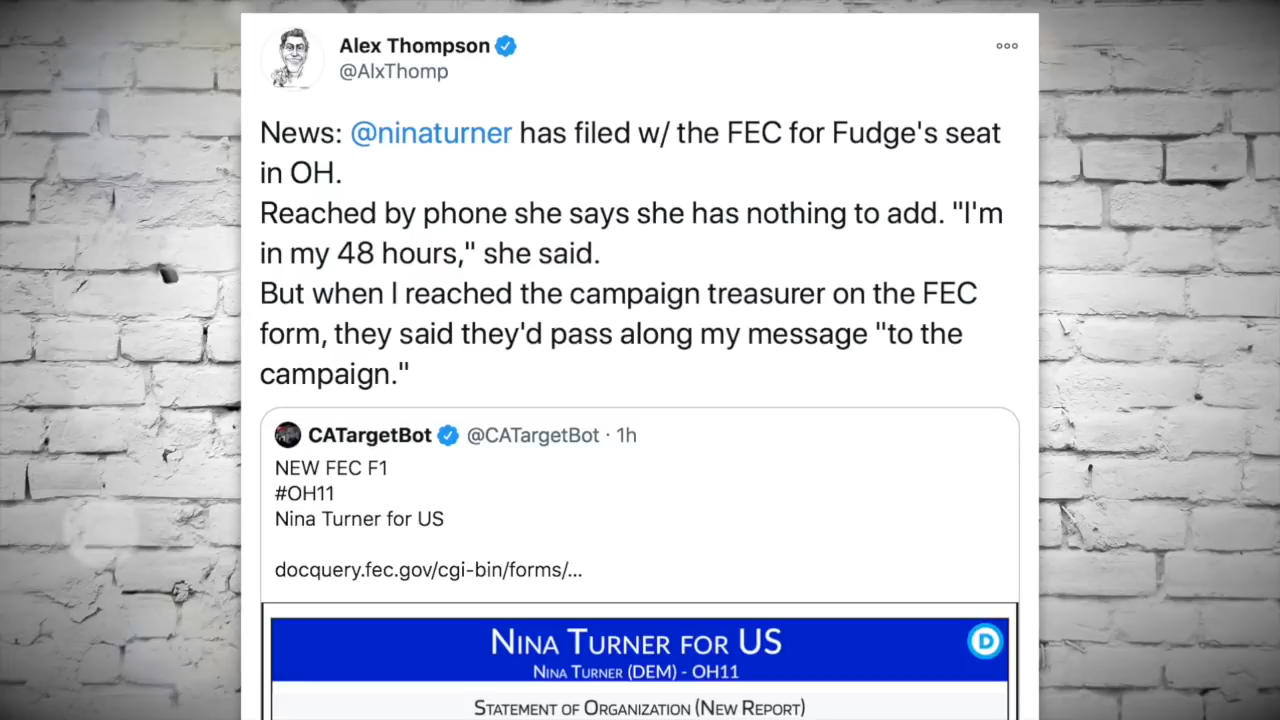 Alex Thompson
@AlxThomp
News: @ninaturner has filed w/ the FEC for Fudge's seat
in OH.
Reached by phone she says she has nothing to add. "I'm
in my 48 hours," she said.
But when I reached the campaign treasurer on the FEC
form, they said they'd pass along my message "to the
campaign."
CATargetBot @CATargetBot · 1h
NEW FEC F1
#OH11
Nina Turner for US
docquery.fec.gov/cgi-bin/forms/...
NINA TURNER FOR US
D
NINA TURNER (DEM) - OH11
STATEMENT OF ORGANIZATION (NEW REPORT)